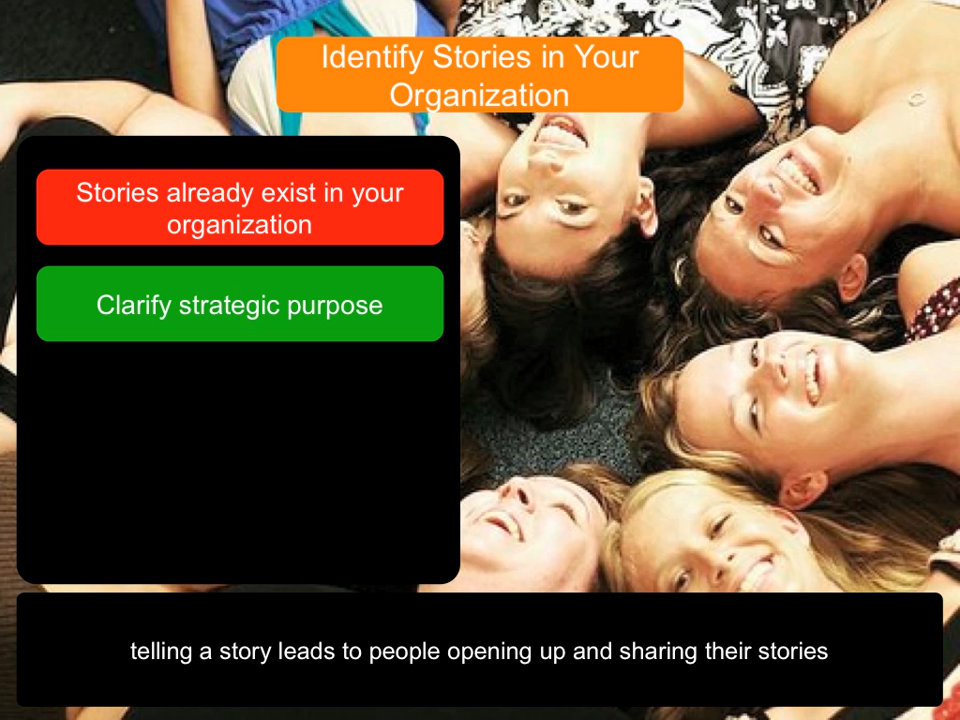 Identify Stories in Your
Organization
Stories already exist in your
organization
Clarify strategic purpose
telling a story leads to people opening up and sharing their stories